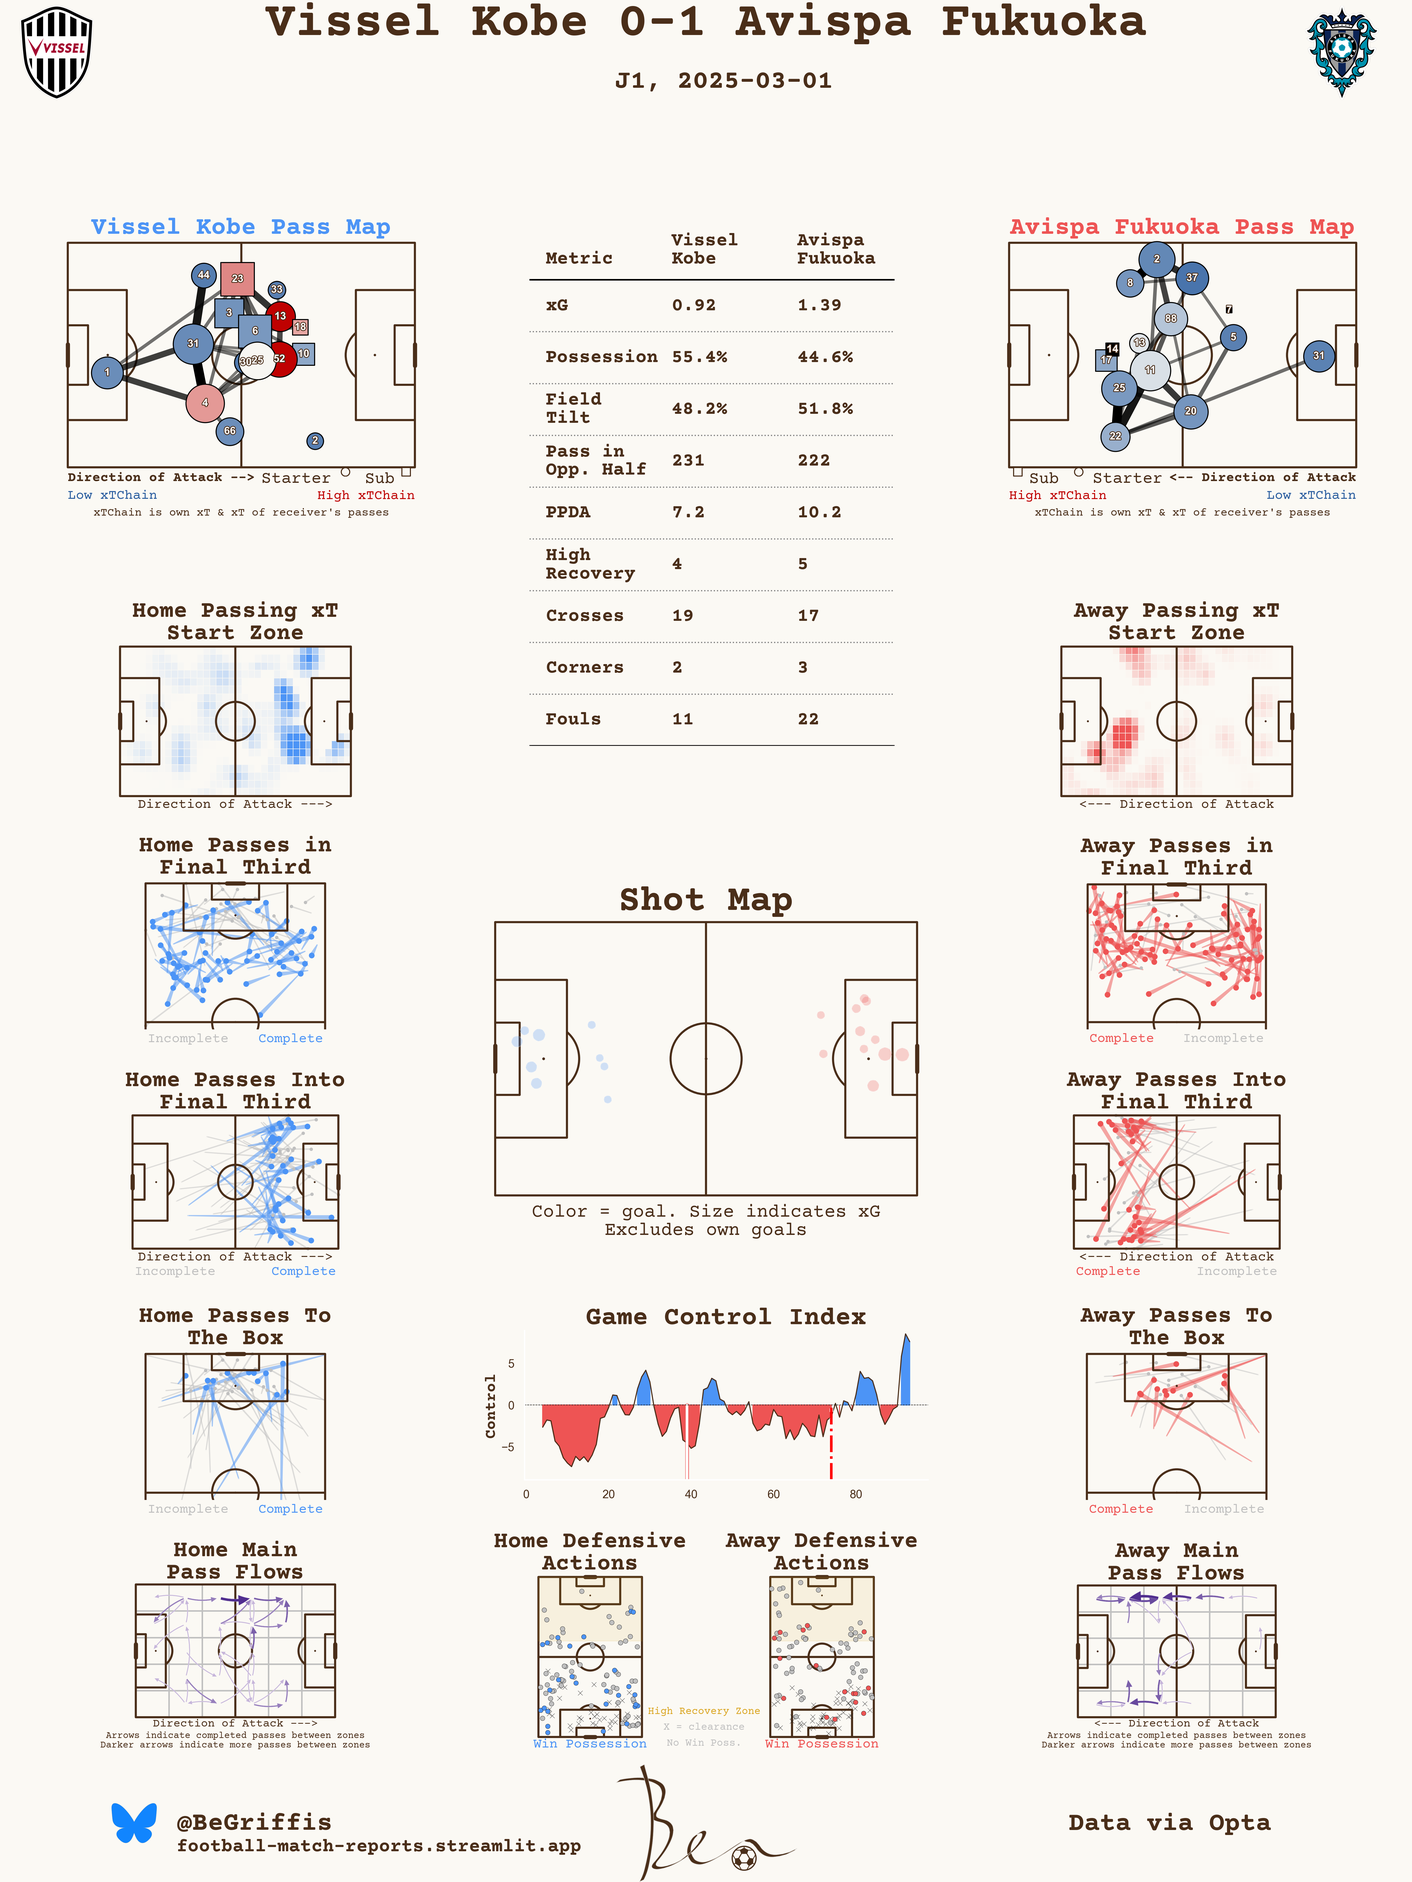 Vissel Kobe 0-1 Avispa Fukuoka
J1, 2025-03-01
VISSEL
Vissel Kobe Pass Map
44
23
33
3
13
18
6
31
10
30
25
52
1
4
66
2
Direction of Attack --> Starter Sub
Low xTChain High xTChain
xTChain is own xT & xT of receiver's passes
Metric Vissel Kobe Avispa Fukuoka
xG 0.92 1.39
Possession 55.4% 44.6%
Field Tilt 48.2% 51.8%
Pass in Opp. Half 231 222
PPDA 7.2 10.2
High Recovery 4 5
Crosses 19 17
Corners 2 3
Fouls 11 22
Avispa Fukuoka Pass Map
2
8
37
7
88
5
13
14
17
31
11
25
20
22
Sub Starter <-- Direction of Attack
High xTChain Low xTChain
xTChain is own xT & xT of receiver's passes
Home Passing xT
Start Zone
Direction of Attack --->
Away Passing xT
Start Zone
<--- Direction of Attack
Home Passes in
Final Third
Incomplete Complete
Away Passes in
Final Third
Complete Incomplete
Shot Map
Color = goal. Size indicates xG
Excludes own goals
Home Passes Into
Final Third
Direction of Attack --->
Incomplete Complete
Away Passes Into
Final Third
<--- Direction of Attack
Complete Incomplete
Home Passes To
The Box
Incomplete Complete
Game Control Index
Control
5
0
−5
0 20 40 60 80
Away Passes To
The Box
Complete Incomplete
Home Main
Pass Flows
Direction of Attack --->
Arrows indicate completed passes between zones
Darker arrows indicate more passes between zones
Home Defensive
Actions
Win Possession
Away Defensive
Actions
Win Possession
High Recovery Zone
X = clearance
No Win Poss.
Away Main
Pass Flows
<--- Direction of Attack
Arrows indicate completed passes between zones
Darker arrows indicate more passes between zones
@BeGriffis
football-match-reports.streamlit.app
Ben
Data via Opta